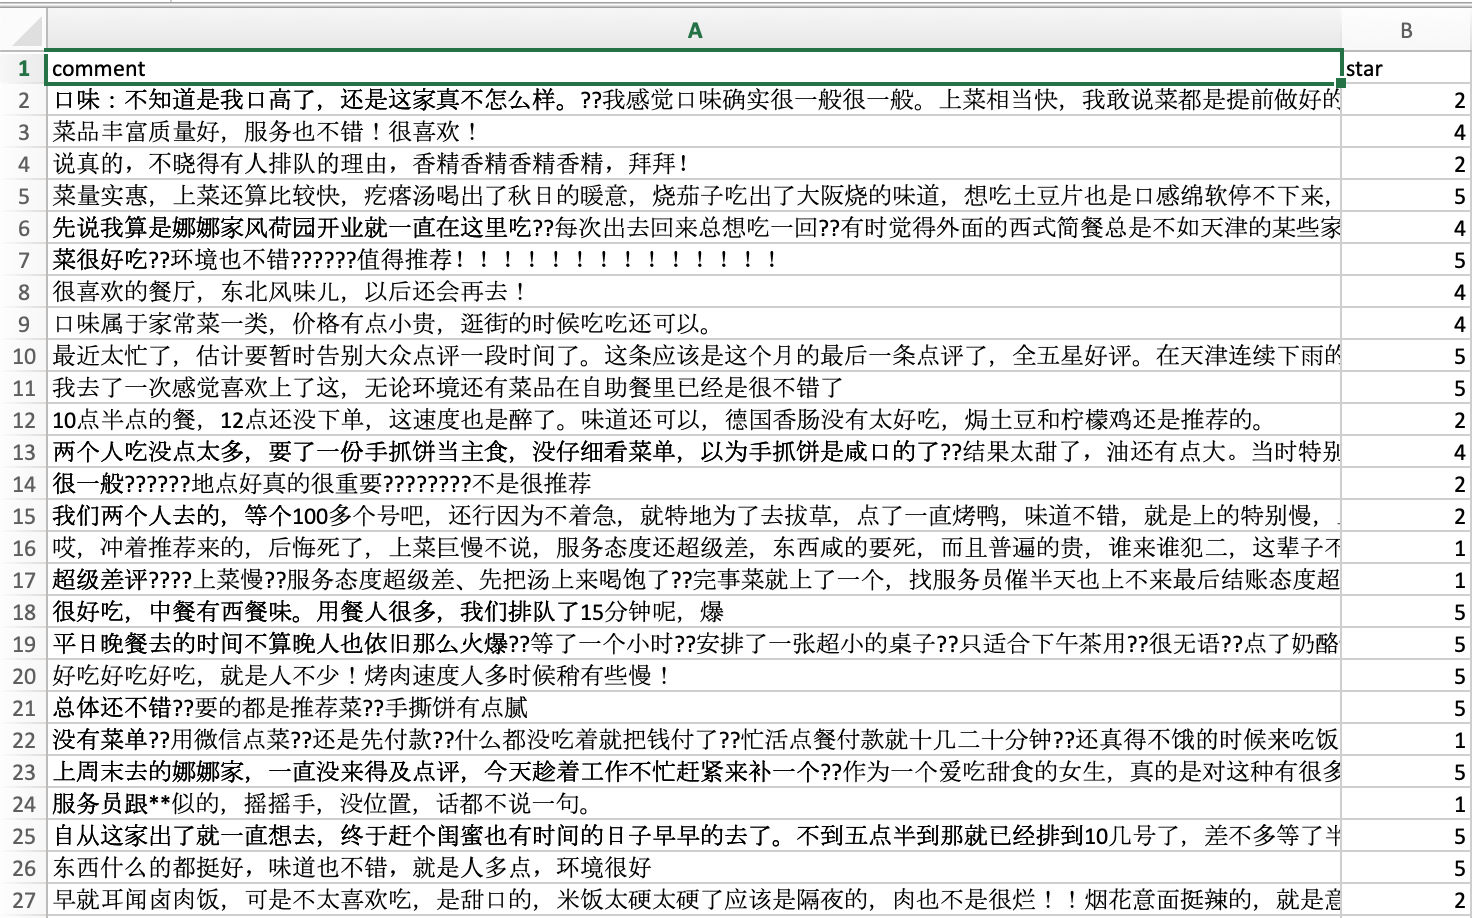 A B
1 comment star
2 口味：不知道是我口高了，还是这家真不怎么样。??我感觉口味确实很一般很一般。上菜相当快，我敢说菜都是提前做好的 2
3 菜品丰富质量好，服务也不错！很喜欢！ 4
4 说真的，不晓得有人排队的理由，香精香精香精香精，拜拜！ 2
5 菜量实惠，上菜还算比较快，疙瘩汤喝出了秋日的暖意，烧茄子吃出了大阪烧的味道，想吃土豆片也是口感绵软停不下来， 5
6 先说我算是娜娜家风荷园开业就一直在这里吃??每次出去回来总想吃一回??有时觉得外面的西式简餐总是不如天津的某些家 4
7 菜很好吃??环境也不错??????值得推荐！！！！！！！！！！！！！！ 5
8 很喜欢的餐厅，东北风味儿，以后还会再去！ 4
9 口味属于家常菜一类，价格有点小贵，逛街的时候吃吃还可以。 4
10 最近太忙了，估计要暂时告别大众点评一段时间了。这条应该是这个月的最后一条点评了，全五星好评。在天津连续下雨的 5
11 我去了一次感觉喜欢上了这，无论环境还有菜品在自助餐里已经是很不错了 5
12 10点半点的餐，12点还没下单，这速度也是醉了。味道还可以，德国香肠没有太好吃，焗土豆和柠檬鸡还是推荐的。 2
13 两个人吃没点太多，要了一份手抓饼当主食，没仔细看菜单，以为手抓饼是咸口的了??结果太甜了，油还有点大。当时特别 4
14 很一般??????地点好真的很重要????????不是很推荐 2
15 我们两个人去的，等个100多个号吧，还行因为不着急，就特地为了去拔草，点了一直烤鸭，味道不错，就是上的特别慢， 2
16 哎，冲着推荐来的，后悔死了，上菜巨慢不说，服务态度还超级差，东西咸的要死，而且普遍的贵，谁来谁犯二，这辈子不 1
17 超级差评????上菜慢??服务态度超级差、先把汤上来喝饱了??完事菜就上了一个，找服务员催半天也上不来最后结账态度超 1
18 很好吃，中餐有西餐味。用餐人很多，我们排队了15分钟呢，爆 5
19 平日晚餐去的时间不算晚人也依旧那么火爆??等了一个小时??安排了一张超小的桌子??只适合下午茶用??很无语??点了奶酪 5
20 好吃好吃好吃，就是人不少！烤肉速度人多时候稍有些慢！ 5
21 总体还不错??要的都是推荐菜??手撕饼有点腻 5
22 没有菜单??用微信点菜??还是先付款??什么都没吃着就把钱付了??忙活点餐付款就十几二十分钟??还真得不饿的时候来吃饭 1
23 上周末去的娜娜家，一直没来得及点评，今天趁着工作不忙赶紧来补一个??作为一个爱吃甜食的女生，真的是对这种有很多 5
24 服务员跟**似的，摇摇手，没位置，话都不说一句。 1
25 自从这家出了就一直想去，终于赶个闺蜜也有时间的日子早早的去了。不到五点半到那就已经排到10几号了，差不多等了半 5
26 东西什么的都挺好，味道也不错，就是人多点，环境很好 5
27 早就耳闻卤肉饭，可是不太喜欢吃，是甜口的，米饭太硬太硬了应该是隔夜的，肉也不是很烂！！烟花意面挺辣的，就是意 2